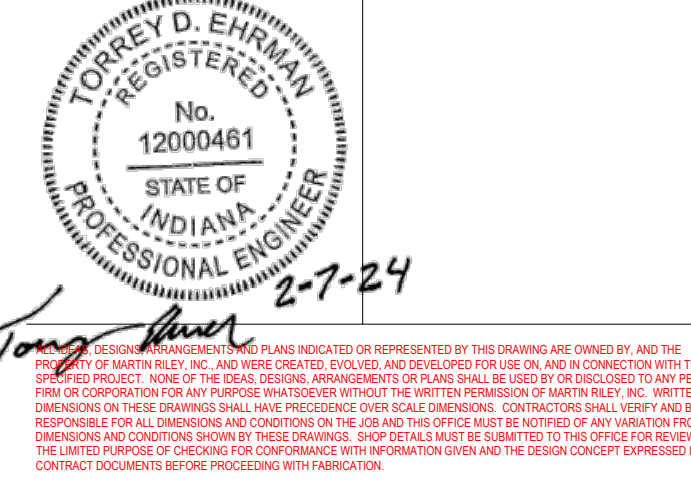 TORREY D. EHRMAN
REGISTERED
No.
12000461
STATE OF
INDIANA
PROFESSIONAL ENGINEER
2-7-24
ALL IDEAS, DESIGNS, ARRANGEMENTS AND PLANS INDICATED OR REPRESENTED BY THIS DRAWING ARE OWNED BY, AND THE
PROPERTY OF MARTIN RILEY, INC., AND WERE CREATED, EVOLVED, AND DEVELOPED FOR USE ON, AND IN CONNECTION WITH T
SPECIFIED PROJECT. NONE OF THE IDEAS, DESIGNS, ARRANGEMENTS OR PLANS SHALL BE USED BY OR DISCLOSED TO ANY PE
FIRM OR CORPORATION FOR ANY PURPOSE WHATSOEVER WITHOUT THE WRITTEN PERMISSION OF MARTIN RILEY, INC. WRITTE
DIMENSIONS ON THESE DRAWINGS SHALL HAVE PRECEDENCE OVER SCALE DIMENSIONS. CONTRACTORS SHALL VERIFY AND B
RESPONSIBLE FOR ALL DIMENSIONS AND CONDITIONS ON THE JOB AND THIS OFFICE MUST BE NOTIFIED OF ANY VARIATION FRO
DIMENSIONS AND CONDITIONS SHOWN BY THESE DRAWINGS. SHOP DETAILS MUST BE SUBMITTED TO THIS OFFICE FOR REVIEW
THE LIMITED PURPOSE OF CHECKING FOR CONFORMANCE WITH INFORMATION GIVEN AND THE DESIGN CONCEPT EXPRESSED I
CONTRACT DOCUMENTS BEFORE PROCEEDING WITH FABRICATION.